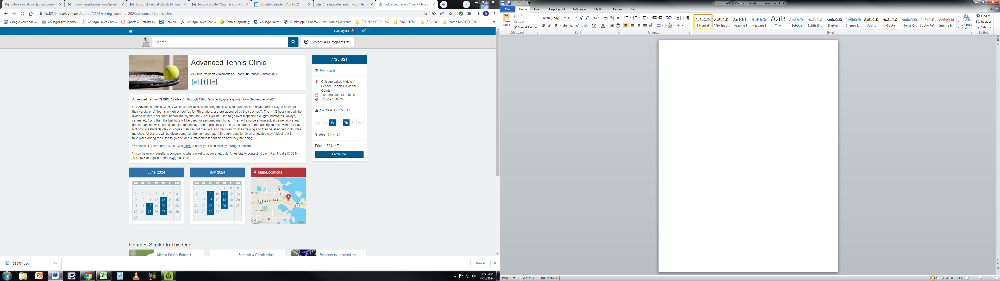 Inbox - ingallsron@gmail.com -
Inbox - ingallsrontennis@gmail.c
Inbox (1) - ringalls@isd2144.org
Inbox - piddle77@gmail.com - G
Google Calendar - April 2024
ChisagoLakesTennis | youth tenn
Advanced Tennis Clinic - Chisago
isd2144.ce.eleyo.com/course/2191/spring-summer-2024/advanced-tennis-clinic
Google Calendar -...
ChisagoLakesTennis...
Chisago Lakes Com...
Sports & Activities...
Remind
Chisago Lakes Tenn...
Tennis Reporting
Chisago Lakes
Mississippi 8 Confe...
Home | Wix.com
TENNIS COACHING
BIBLE ITEMS
SAILING
Home MAINTENAN...
Ron Ingalls
CHISAGO LAKES
Search...
Explore All Programs
Advanced Tennis Clinic
Youth Programs / Recreation & Sports - Spring/Summer 2024
Advanced Tennis CLINIC: Grades 7th through 12th (Register by grade going into in September of 2024)
Our Advanced Tennis CLINIC will be a special clinic catering specifically to students who have already played on either
their varsity or JV teams in high school (or, for 7th graders, are pre-approved by the coaches*). The 1-1/2 hour clinic will be
divided up into 2 sections: approximately the first ½ hour will be used to go over a specific skill (groundstrokes, volleys,
serves, etc.) and then the last hour will be used for assigned matchplay. They will also be shown actual game tactics and
gamesmanship while participating in matchplay. This approach will thus give students some training coupled with real play.
Not only will students play in singles matches but they will also be given doubles training and then be assigned to doubles
matches. All players will be given personal attention and taught through repetition in an enjoyable way. Videoing will
take place during the class to give students immediate feedback on how they are doing.
* Optional: T- Shirts are $14.00. Click here to order your shirt directly through Goldstar.
*If you have any questions concerning what racket to acquire, etc.; don't hesitate to contact: Coach Ron Ingalls @ 651-
271-8075 or ingallsrontennis@gmail.com
7725-S24
Ron Ingalls
Chisago Lakes Middle
School : Tennis/Pickleball
Courts
Tue/Thu, Jun 13 - Jul 30
12:00 - 1:30 PM
No Class Jul 2 & Jul 4
Su M Tu W Th F Sa
Grades 7th - 12th
Price: $ 159 00
Enroll Now
June 2024
Su M Tu W Th F Sa
1
2 3 4 5 6 7 8
9 10 11 12 13 14 15
16 17 18 19 20 21 22
23 24 25 26 27 28 29
30
July 2024
Su M Tu W Th F Sa
1 2 3 4 5 6
7 8 9 10 11 12 13
14 15 16 17 18 19 20
21 22 23 24 25 26 27
28 29 30 31
Map/Locations
rd Ave N
Moberg Trail
8
8
Sylvan Ave
mapbox
© Map
Courses Similar to This One:
Middle School Football -
Strength & Conditioning-
Beginner to Intermediate
61173.jpeg
Show all
10:53 AM
4/25/2024
Document1 - Microsoft Word non-commercial use
File Home Insert Page Layout References Mailings Review View
Paste
Cut
Copy
Format Painter
Clipboard
Calibri (Body) 11
Font
Paragraph
AaBbCcDc
¶ Normal
AaBbCcDc
¶ No Spaci...
AaBbC
Heading 1
AaBbCc
Heading 2
AaB
Title
AaBbCc.
Subtitle
AaBbCcDc
Subtle Em...
AaBbCcDc
Emphasis
AaBbCcDc
Intense E...
AaBbCcDc
Strong
AaBbCcDc
Quote
AaBbCcDc
Intense Q...
AaBbCcDc
Subtle Ref...
AaBbCcDc
Intense R...
Change
Styles
Styles
Find
Replace
Select
Editing
Page: 1 of 1
Words: 0
English (U.S.)
84%